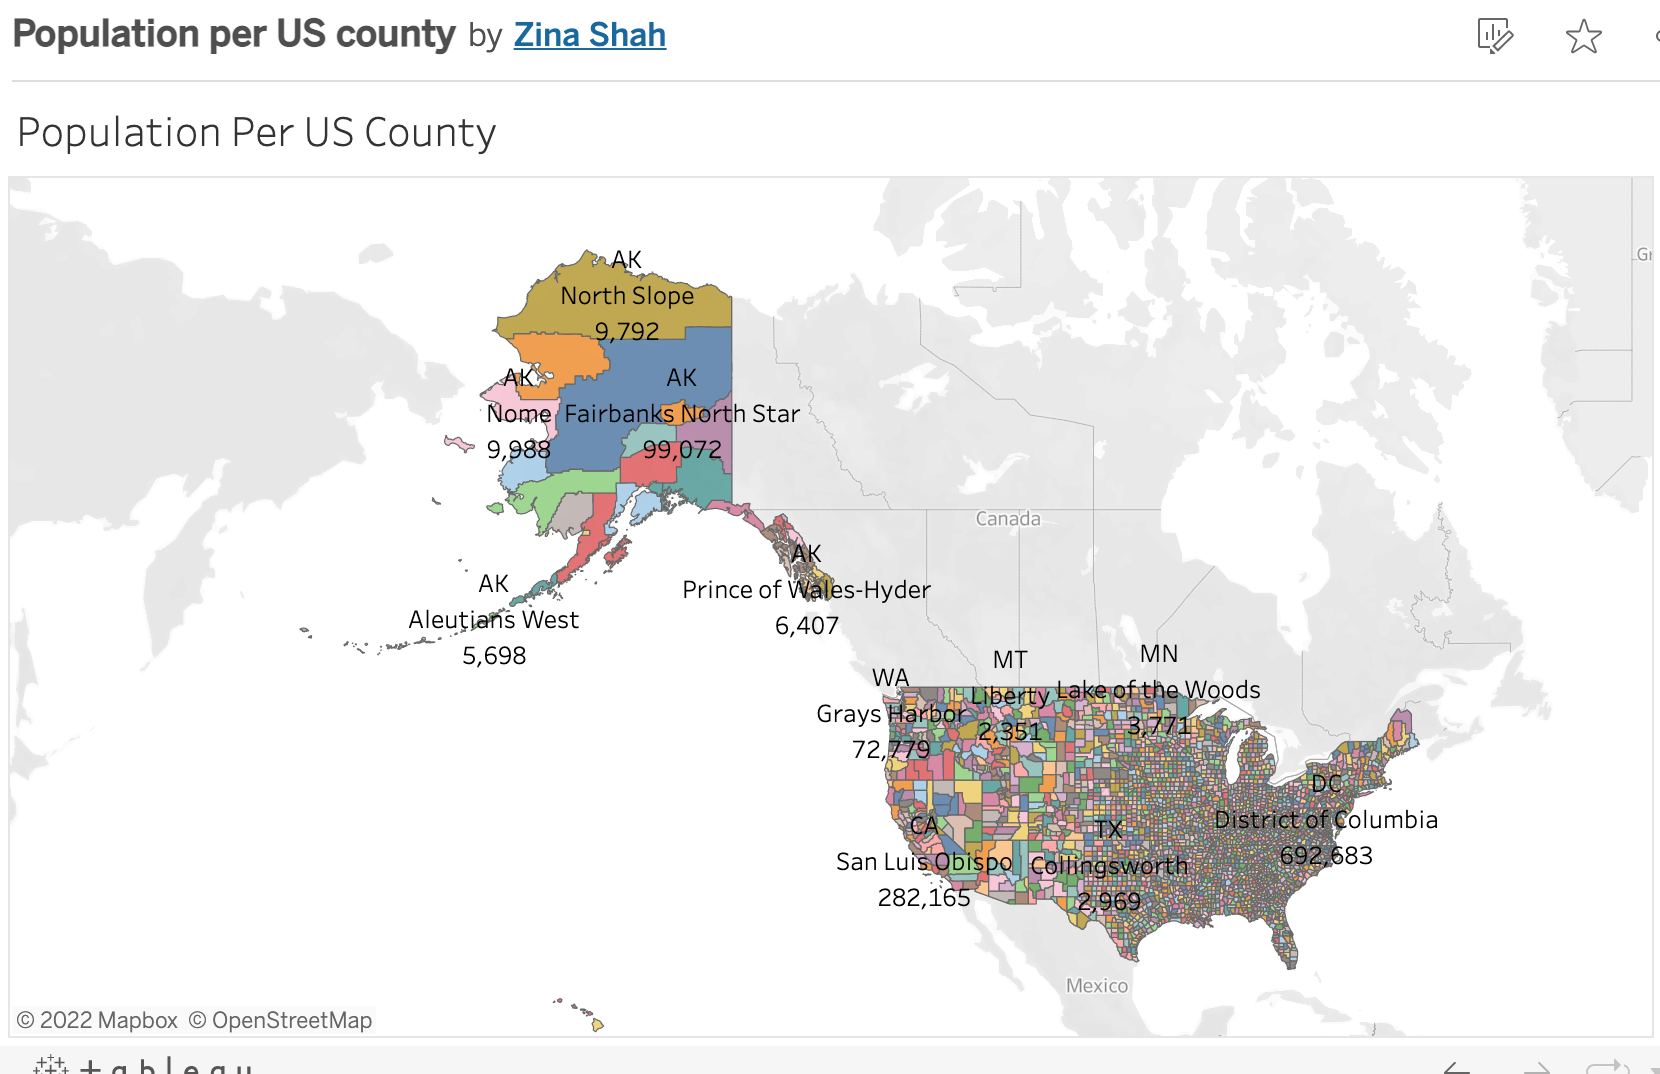 Population per US county by Zina Shah
Population Per US County
Gr
AK
North Slope
9,792
AK
Nome
9,988
AK
Fairbanks North Star
99,072
Canada
AK
Prince of Wales-Hyder
6,407
AK
Aleutians West
5,698
WA
Grays Harbor
72,779
MT
Liberty
2,351
MN
Lake of the Woods
3,771
DC
District of Columbia
692,683
CA
San Luis Obispo
282,165
TX
Collingsworth
2,969
Mexico
© 2022 Mapbox © OpenStreetMap
tableau